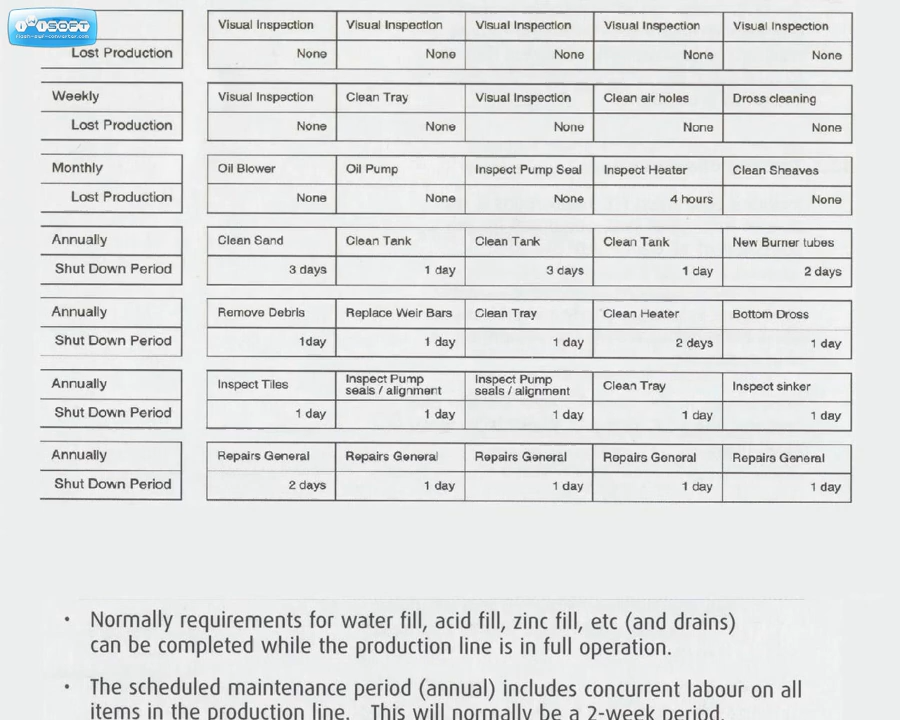 iWiSOFT
flash-swf-converter.com
Visual Inspection Visual Inspection Visual Inspection Visual Inspection Visual Inspection
Lost Production None None None None None
Weekly Visual Inspection Clean Tray Visual Inspection Clean air holes Dross cleaning
Lost Production None None None None None
Monthly Oil Blower Oil Pump Inspect Pump Seal Inspect Heater Clean Sheaves
Lost Production None None None 4 hours None
Annually Clean Sand Clean Tank Clean Tank Clean Tank New Burner tubes
Shut Down Period 3 days 1 day 3 days 1 day 2 days
Annually Remove Debris Replace Weir Bars Clean Tray Clean Heater Bottom Dross
Shut Down Period 1day 1 day 1 day 2 days 1 day
Annually Inspect Tiles Inspect Pump seals / alignment Inspect Pump seals / alignment Clean Tray Inspect sinker
Shut Down Period 1 day 1 day 1 day 1 day 1 day
Annually Repairs General Repairs General Repairs General Repairs General Repairs General
Shut Down Period 2 days 1 day 1 day 1 day 1 day
• Normally requirements for water fill, acid fill, zinc fill, etc (and drains)
can be completed while the production line is in full operation.
• The scheduled maintenance period (annual) includes concurrent labour on all
items in the production line. This will normally be a 2-week period.